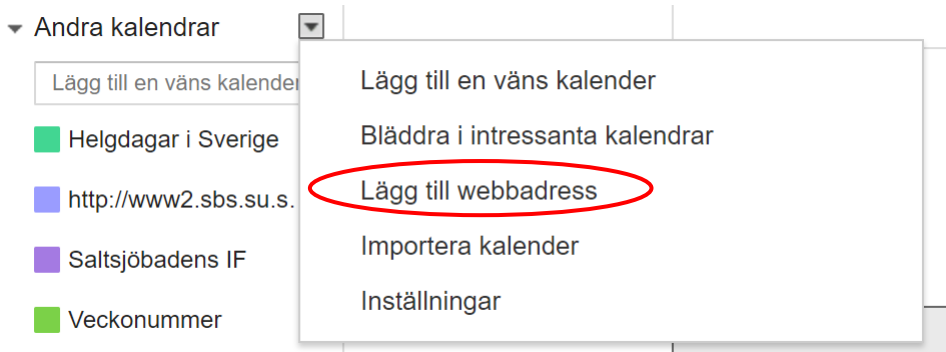 Andra kalendrar
Lägg till en väns kalender
Helgdagar i Sverige
http://www2.sbs.su.s.
Saltsjöbadens IF
Veckonummer
Lägg till en väns kalender
Bläddra i intressanta kalendrar
Lägg till webbadress
Importera kalender
Inställningar